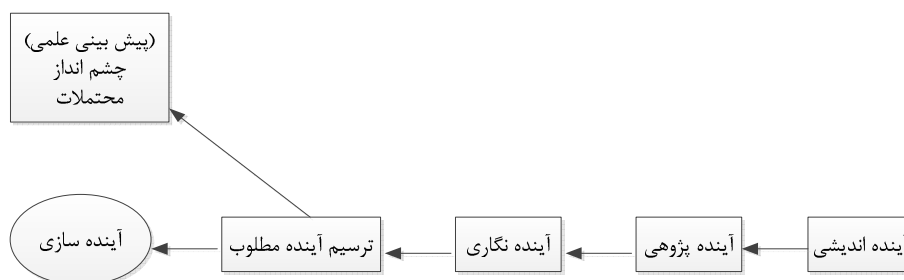 (پیش بینی علمی)
چشم انداز
محتملات
آینده اندیشی
آینده پژوهی
آینده نگاری
ترسیم آینده مطلوب
آینده سازی